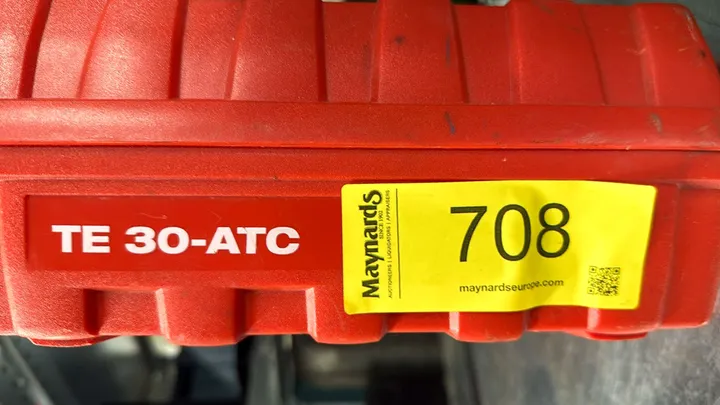 TE 30-ATC
Maynards
SINCE 1902
AUCTIONEERS | LIQUIDATORS | APPRAISERS
708
maynardseurope.com